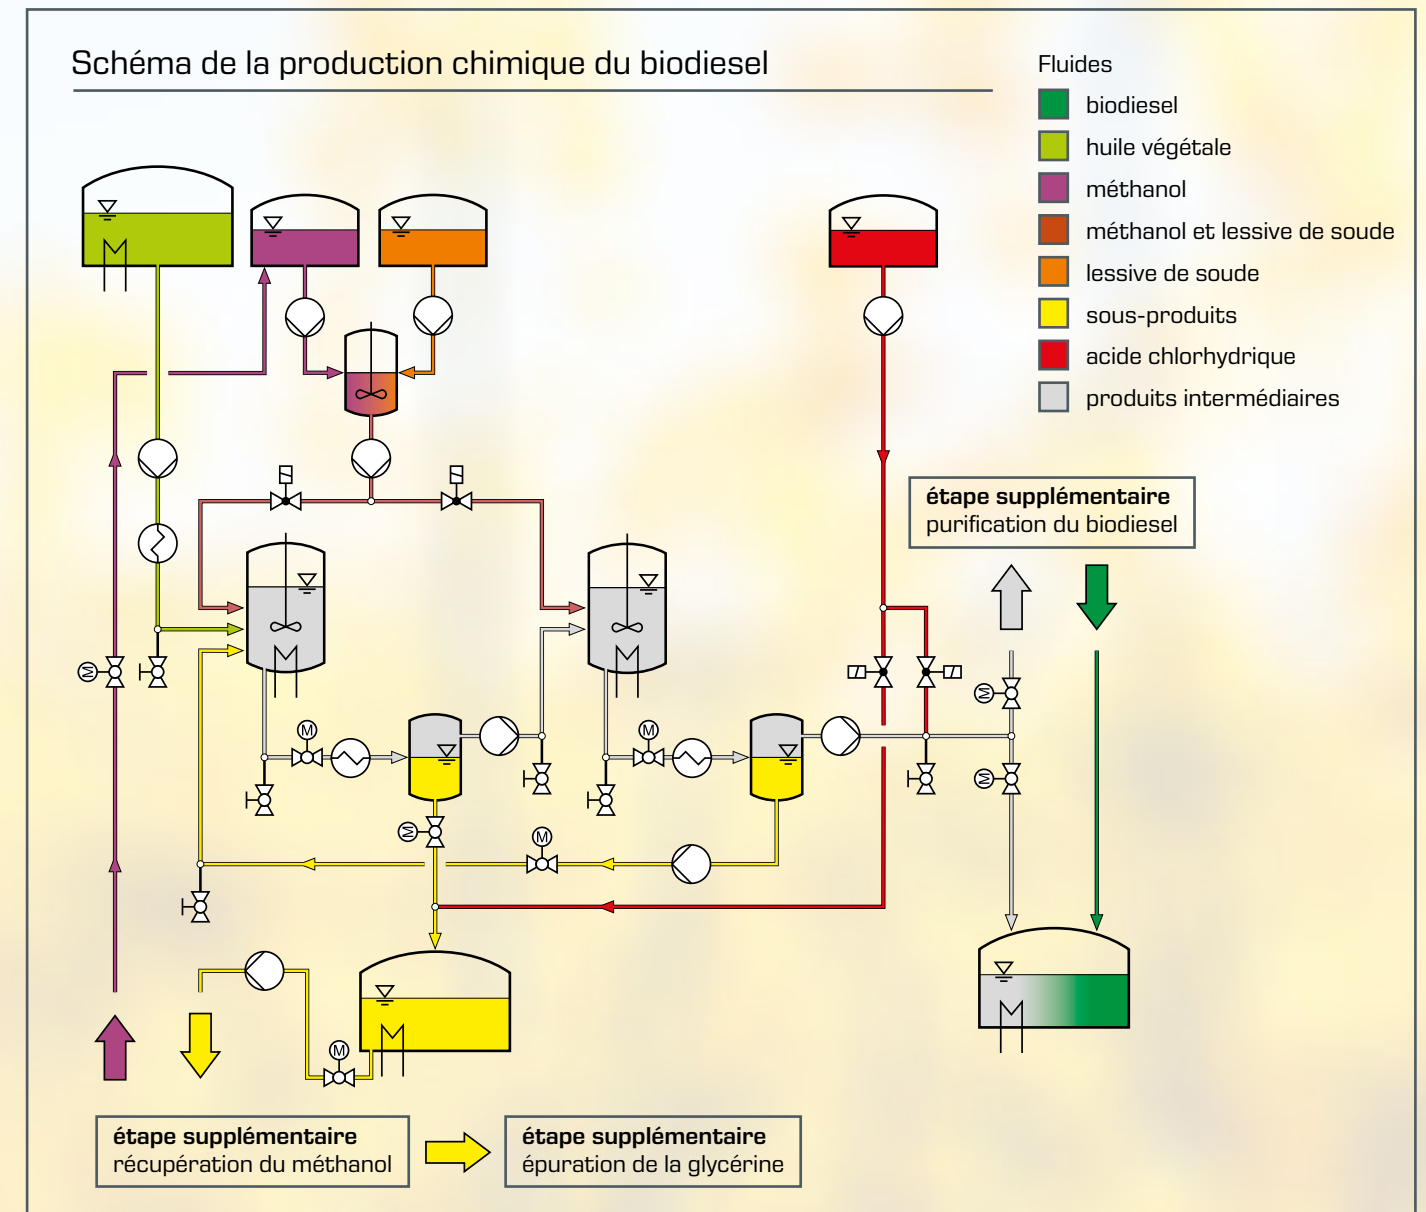 Schéma de la production chimique du biodiesel
Fluides
biodiesel
huile végétale
méthanol
méthanol et lessive de soude
lessive de soude
sous-produits
acide chlorhydrique
produits intermédiaires
étape supplémentaire
purification du biodiesel
M
M
M
M
M
M
M
M
étape supplémentaire
récupération du méthanol
étape supplémentaire
épuration de la glycérine